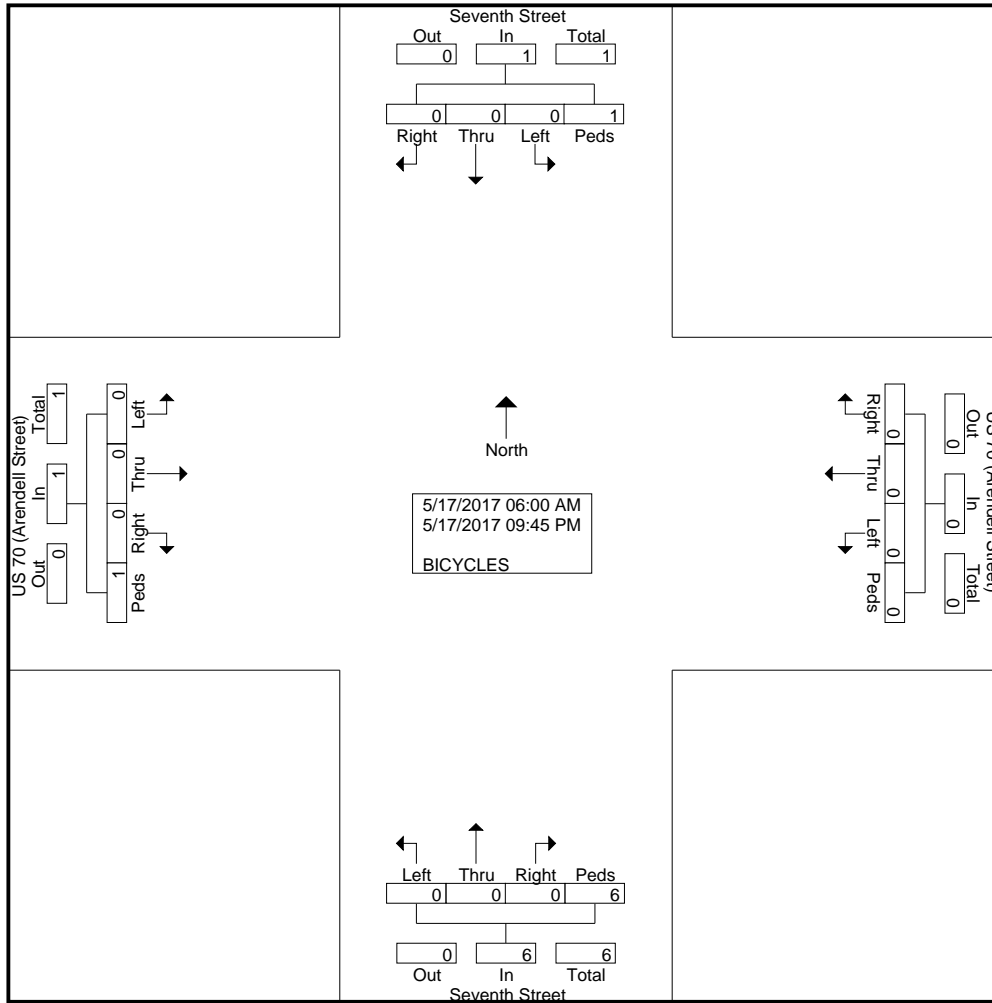 Seventh Street
Out In Total
0 1 1
0 0 0 1
Right Thru Left Peds
US 70 (Arendell Street)
Total In Out
1 1 0
0 0 0 1
Left Thru Right Peds
North
5/17/2017 06:00 AM
5/17/2017 09:45 PM
BICYCLES
Right Thru Left Peds
0 0 0 0
Out In Total
0 0 0
US 70 (Arendell Street)
Left Thru Right Peds
0 0 0 6
0 6 6
Out In Total
Seventh Street